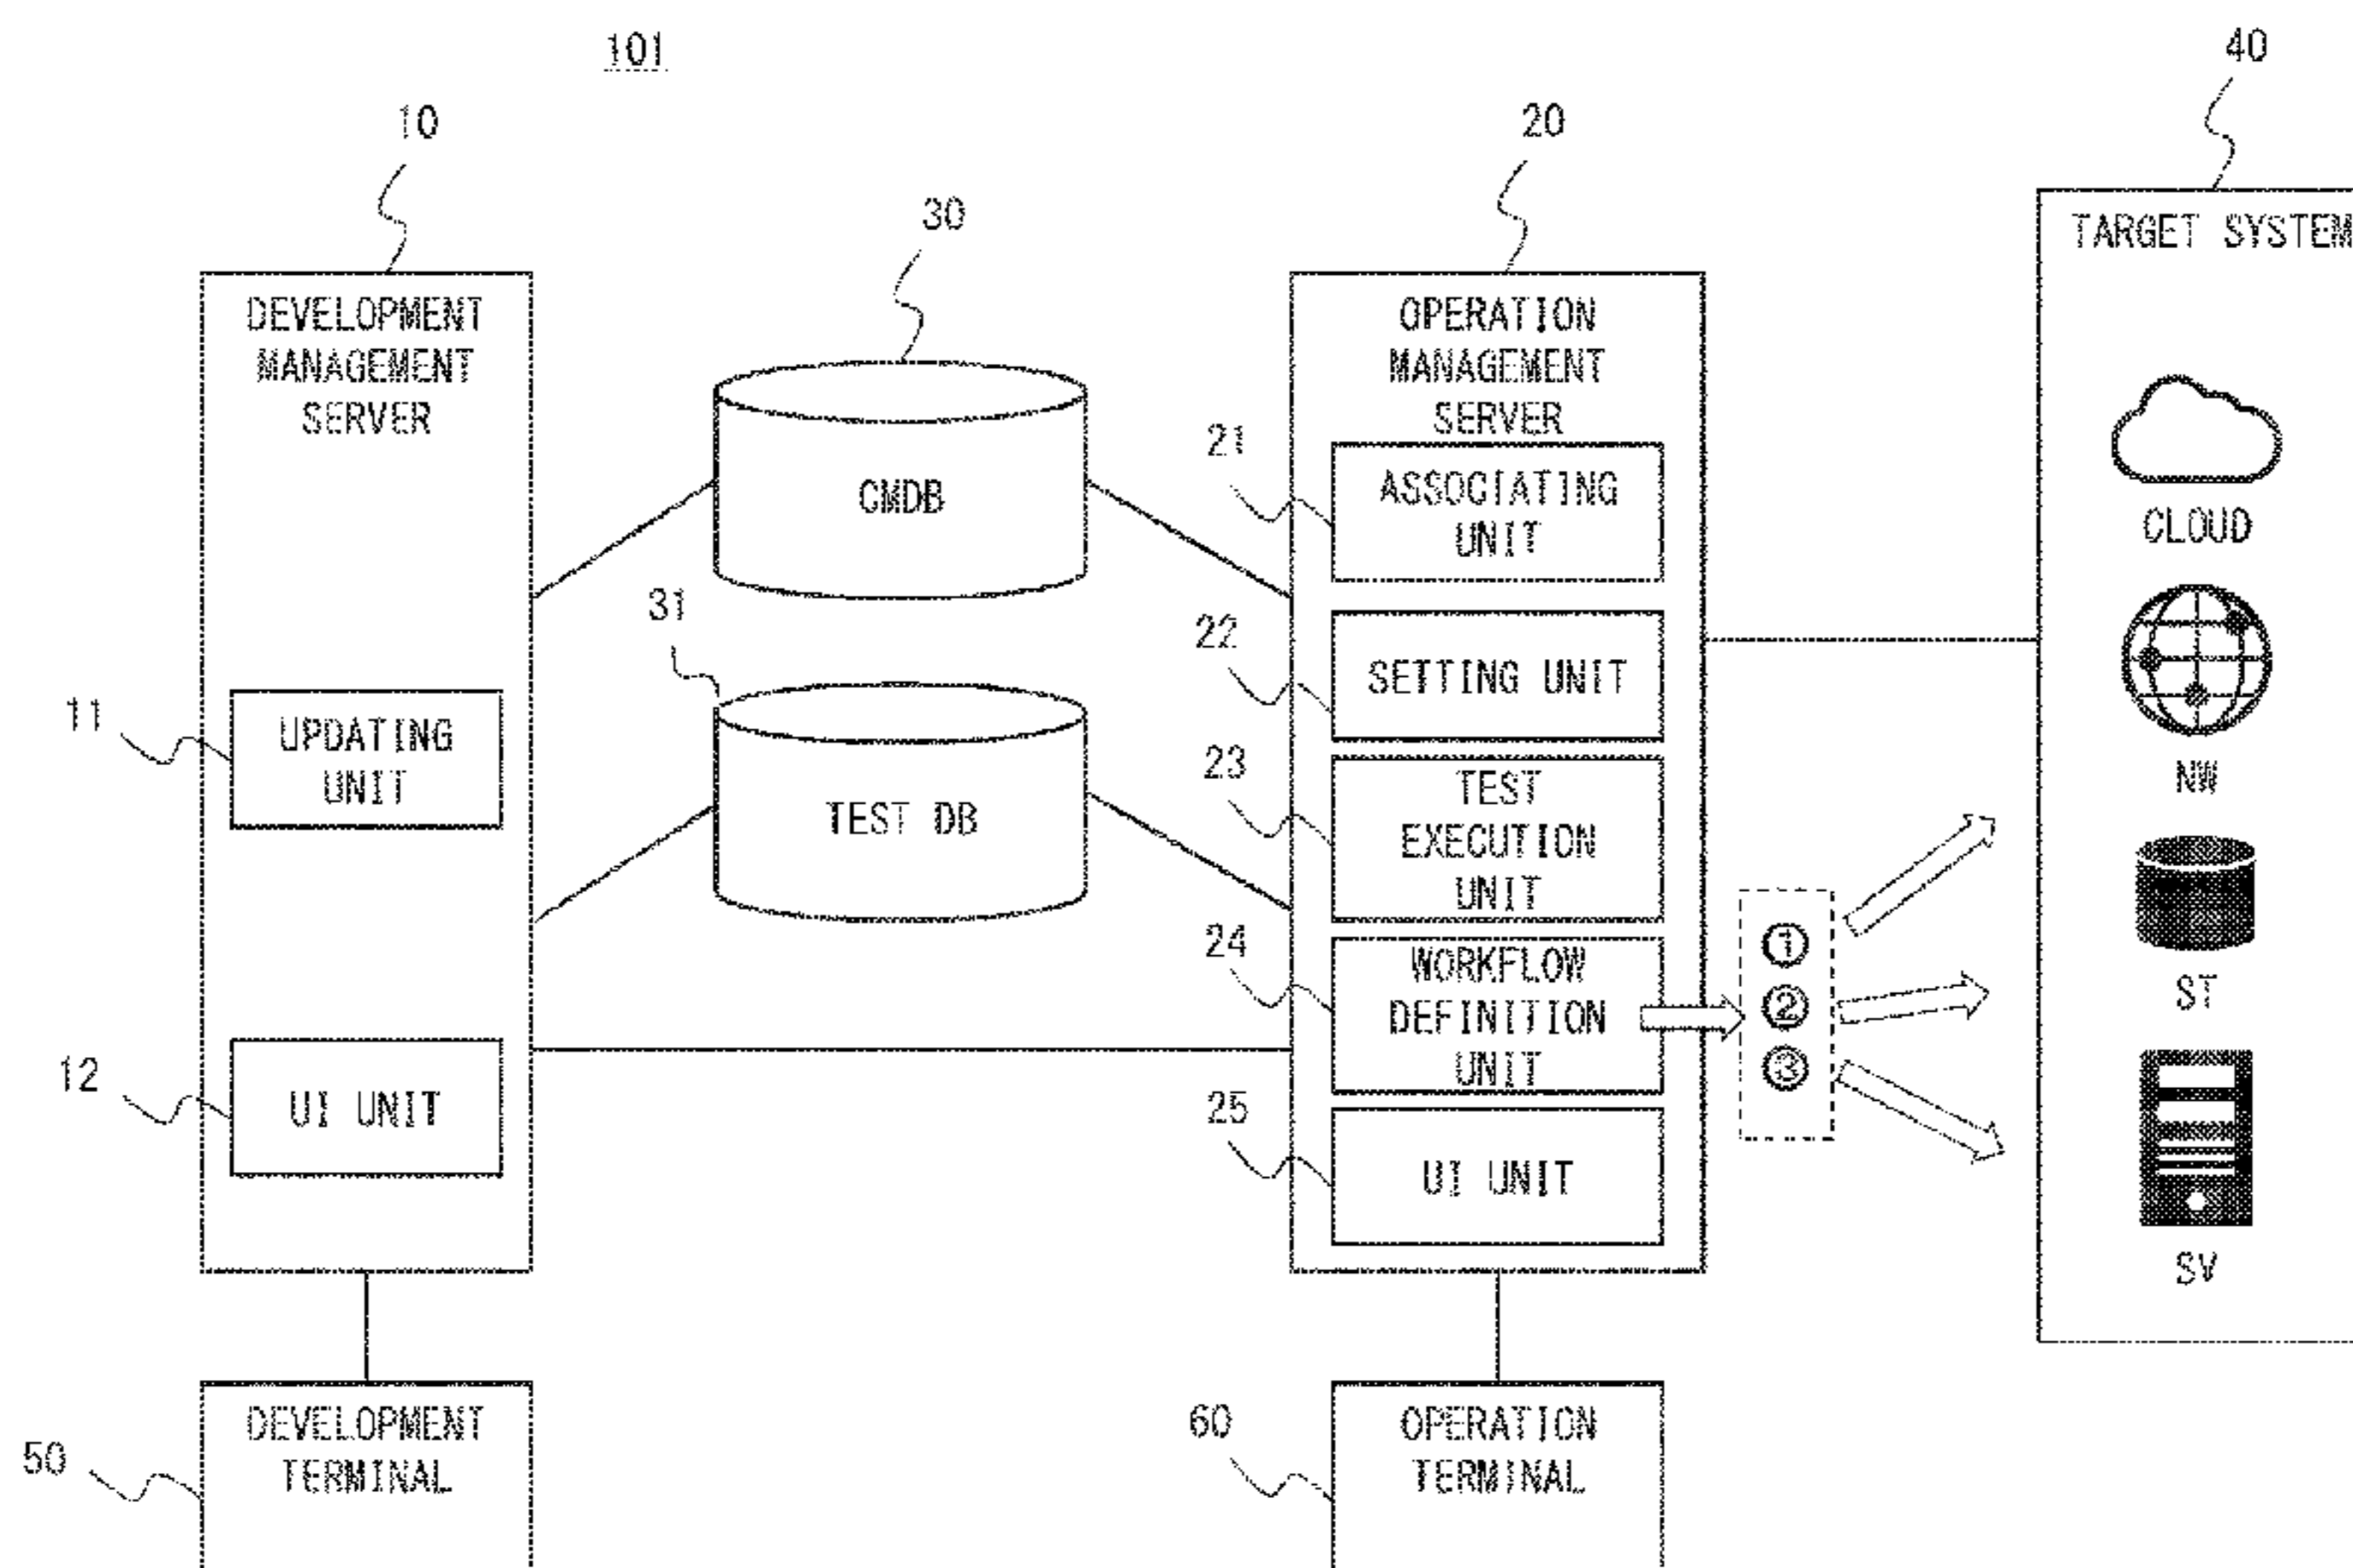 101
10
DEVELOPMENT
MANAGEMENT
SERVER
11
UPDATING
UNIT
12
UI UNIT
50
DEVELOPMENT
TERMINAL
30
CMDB
31
TEST DB
20
OPERATION
MANAGEMENT
SERVER
21
ASSOCIATING
UNIT
22
SETTING UNIT
23
TEST
EXECUTION
UNIT
24
WORKFLOW
DEFINITION
UNIT
25
UI UNIT
①
②
③
60
OPERATION
TERMINAL
40
TARGET SYSTEM
CLOUD
NW
ST
SV